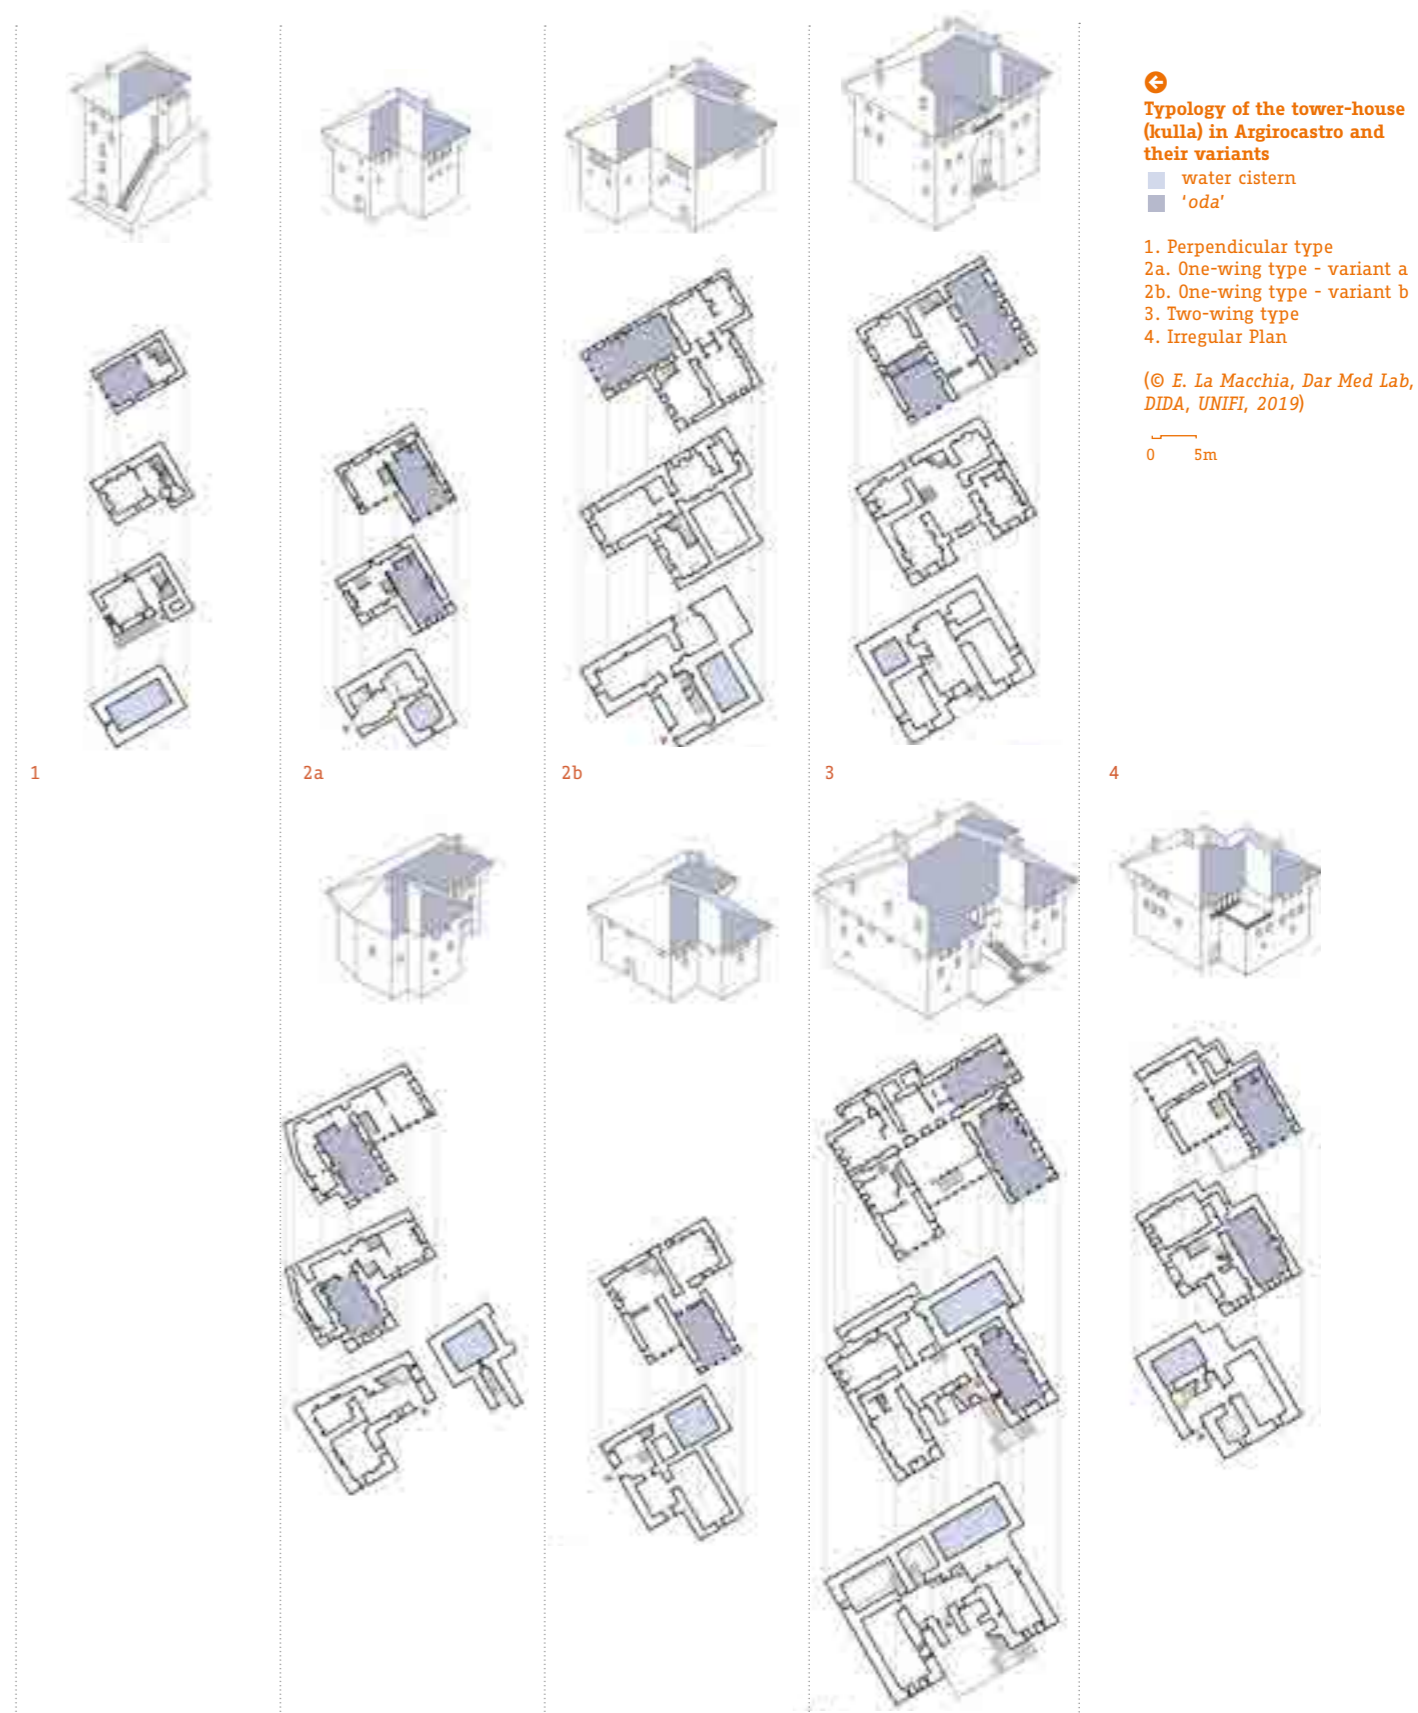 Typology of the tower-house
(kulla) in Argirocastro and
their variants
water cistern
'oda'
1. Perpendicular type
2a. One-wing type - variant a
2b. One-wing type - variant b
3. Two-wing type
4. Irregular Plan
(© E. La Macchia, Dar Med Lab,
DIDA, UNIFI, 2019)
0 5m
1 2a 2b 3 4